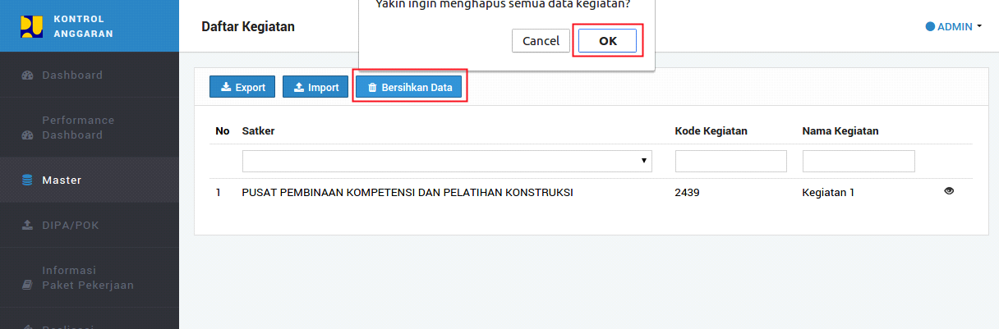 Yakin ingin menghapus semua data kegiatan?
Cancel
OK
KONTROL
ANGGARAN
Daftar Kegiatan
ADMIN
Dashboard
Performance
Dashboard
Master
DIPA/POK
Informasi
Paket Pekerjaan
Export
Import
Bersihkan Data
No Satker Kode Kegiatan Nama Kegiatan
1 PUSAT PEMBINAAN KOMPETENSI DAN PELATIHAN KONSTRUKSI 2439 Kegiatan 1